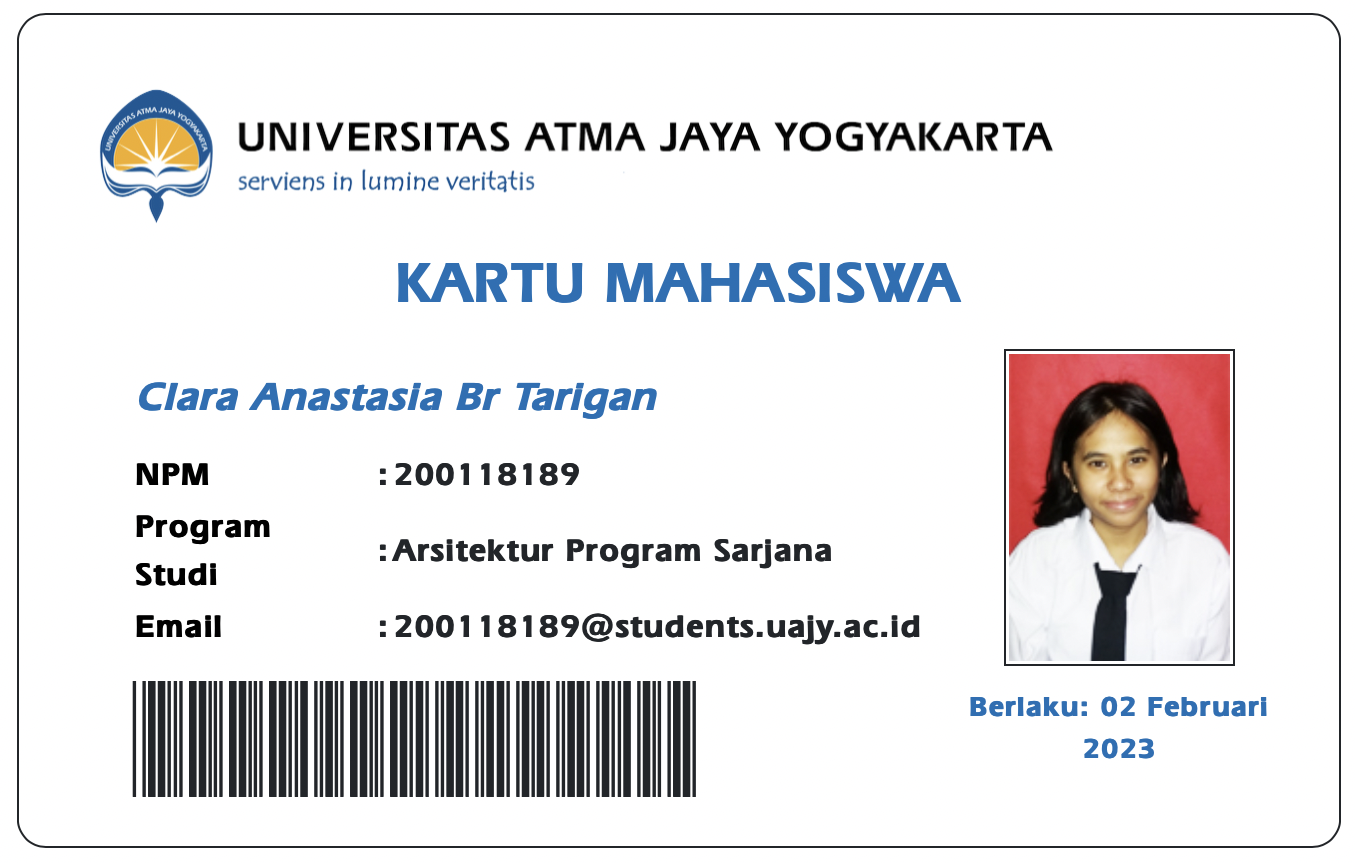 UNIVERSITAS ATMA JAYA YOGYAKARTA
UNIVERSITAS ATMA JAYA YOGYAKARTA
serviens in lumine veritatis
KARTU MAHASISWA
Clara Anastasia Br Tarigan
NPM : 200118189
Program Studi : Arsitektur Program Sarjana
Email : 200118189@students.uajy.ac.id
Berlaku: 02 Februari
2023